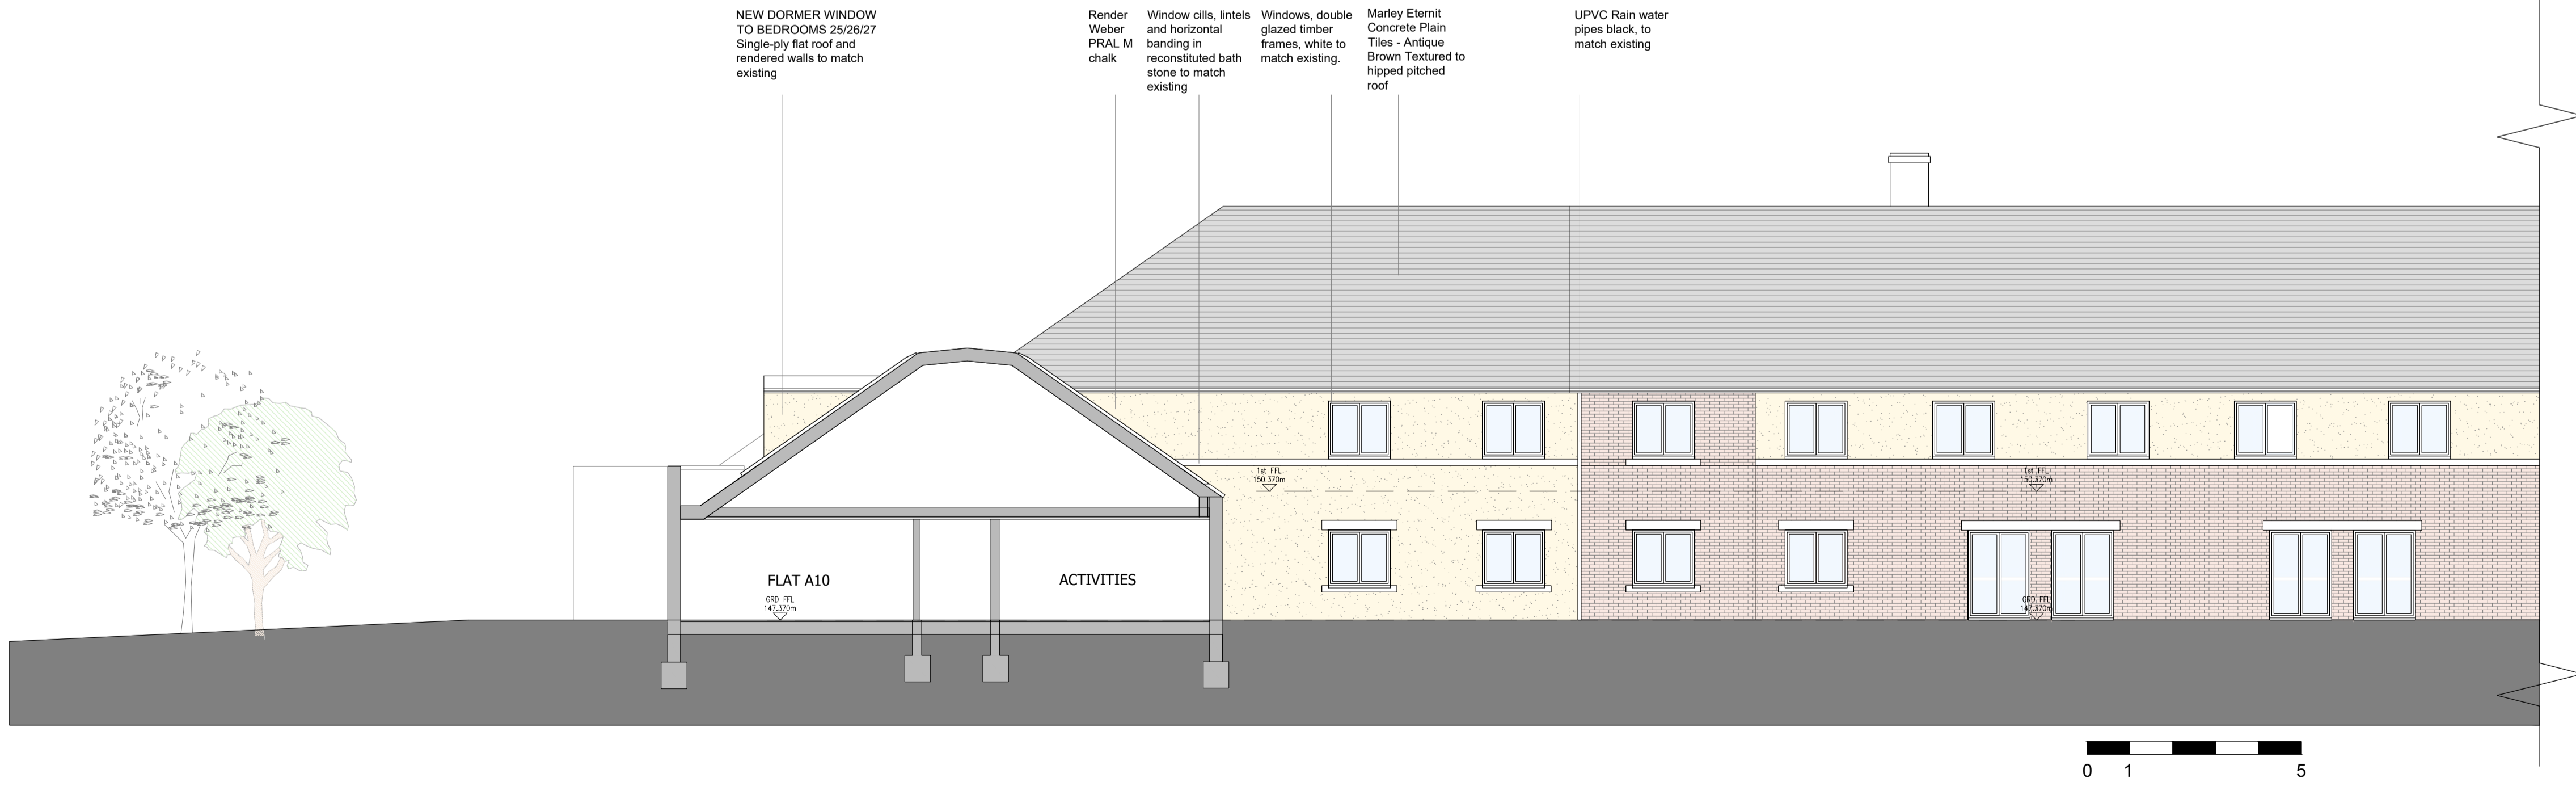 NEW DORMER WINDOW
TO BEDROOMS 25/26/27
Single-ply flat roof and
rendered walls to match
existing
Render
Weber
PRAL M
chalk
Window cills, lintels
and horizontal
banding in
reconstituted bath
stone to match
existing
Windows, double
glazed timber
frames, white to
match existing.
Marley Eternit
Concrete Plain
Tiles - Antique
Brown Textured to
hipped pitched
roof
UPVC Rain water
pipes black, to
match existing
1st FFL
150.370m
1st FFL
150.370m
FLAT A10
ACTIVITIES
GRD FFL
147.370m
GRD FFL
147.370m
0 1 5